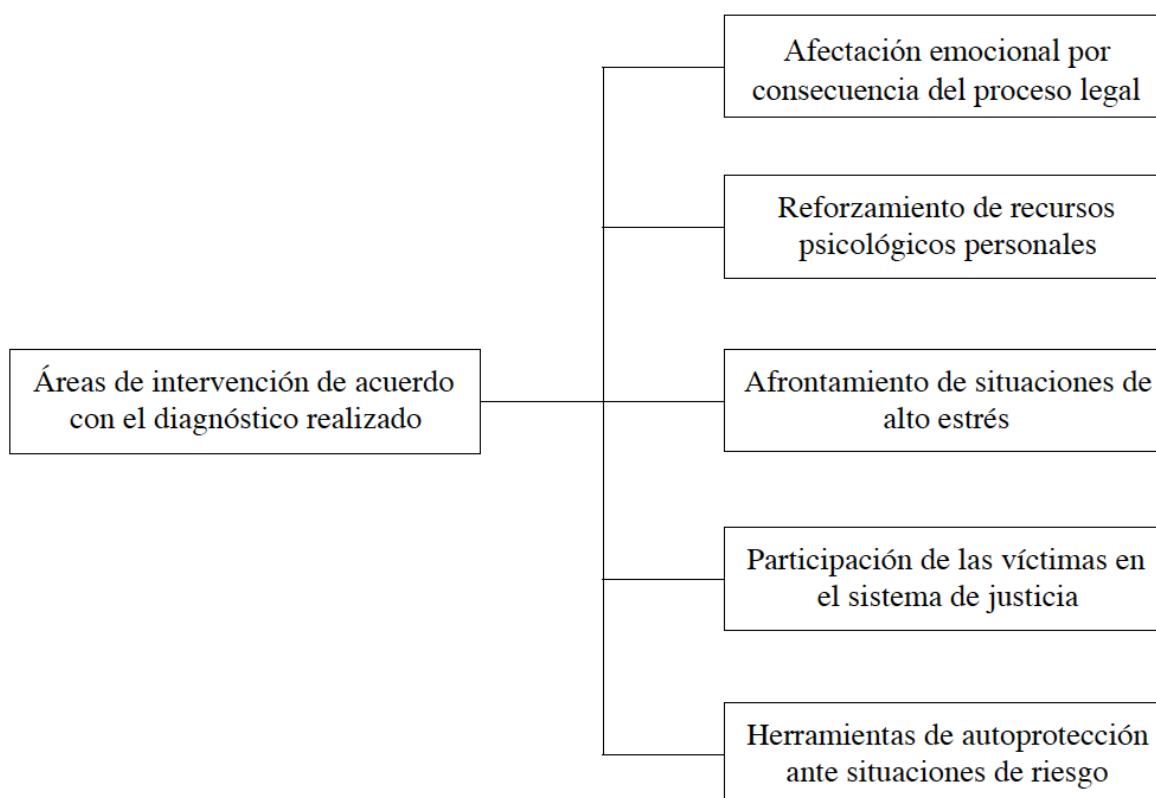 Afectación emocional por
consecuencia del proceso legal
Reforzamiento de recursos
psicológicos personales
Áreas de intervención de acuerdo
con el diagnóstico realizado
Afrontamiento de situaciones de
alto estrés
Participación de las víctimas en
el sistema de justicia
Herramientas de autoprotección
ante situaciones de riesgo